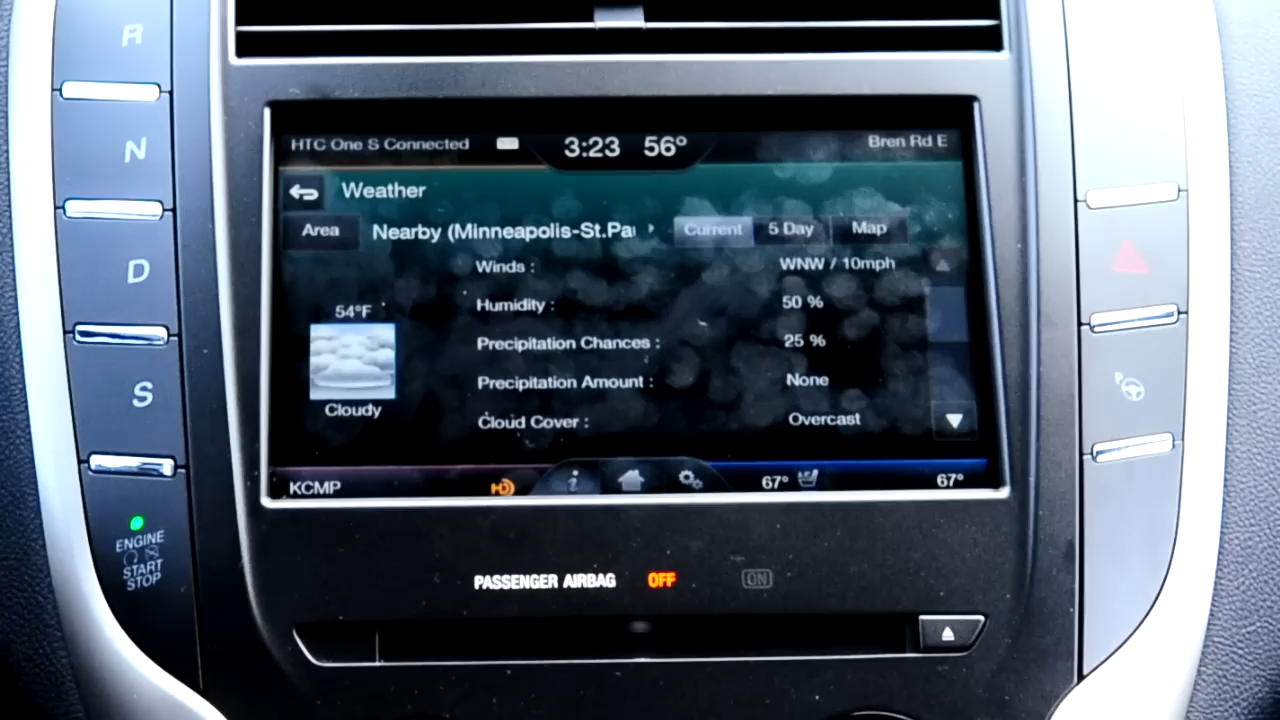 R
N
D
S
ENGINE
START
STOP
HTC One S Connected 3:23 56° Bren Rd E
Weather
Area Nearby (Minneapolis-St.Pau Current 5 Day Map
54°F
Cloudy
Winds : WNW / 10mph
Humidity : 50 %
Precipitation Chances : 25 %
Precipitation Amount : None
Cloud Cover : Overcast
KCMP HD i 67° 67°
PASSENGER AIRBAG OFF ON
P